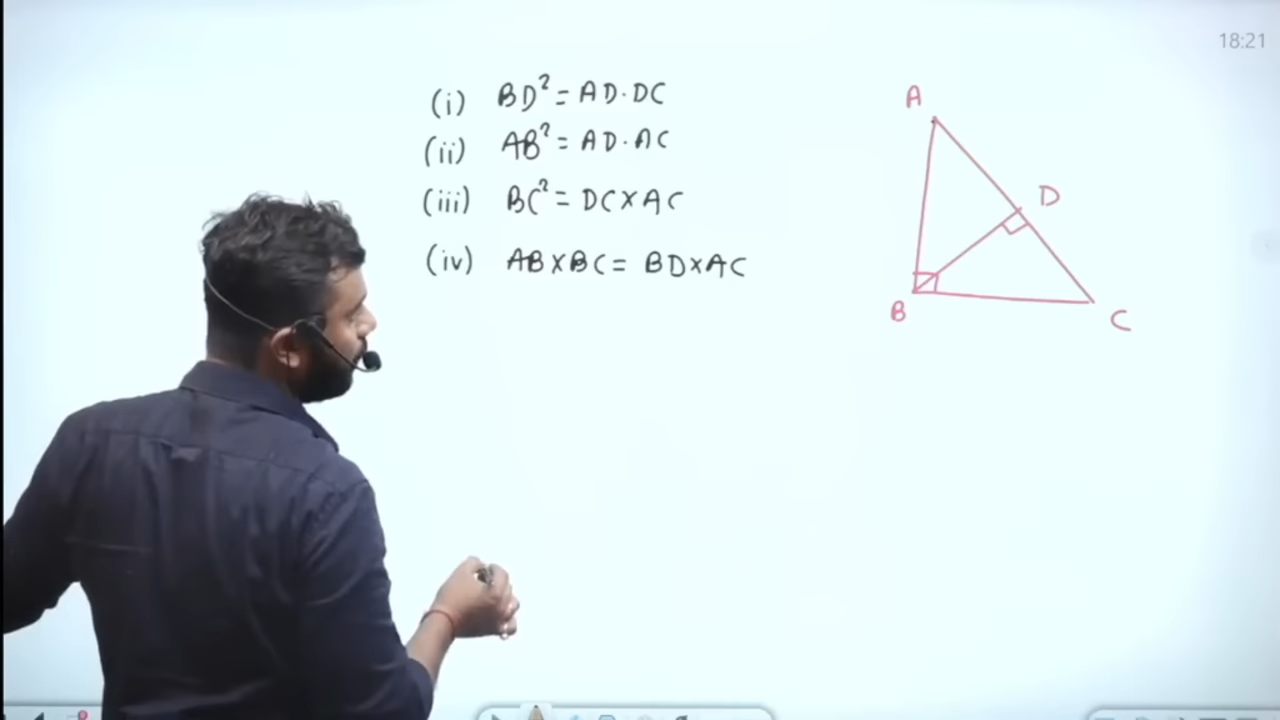 18:21
(i) BD² = AD·DC
(ii) AB² = AD·AC
(iii) BC² = DC×AC
(iv) AB×BC = BD×AC
A
D
B
C